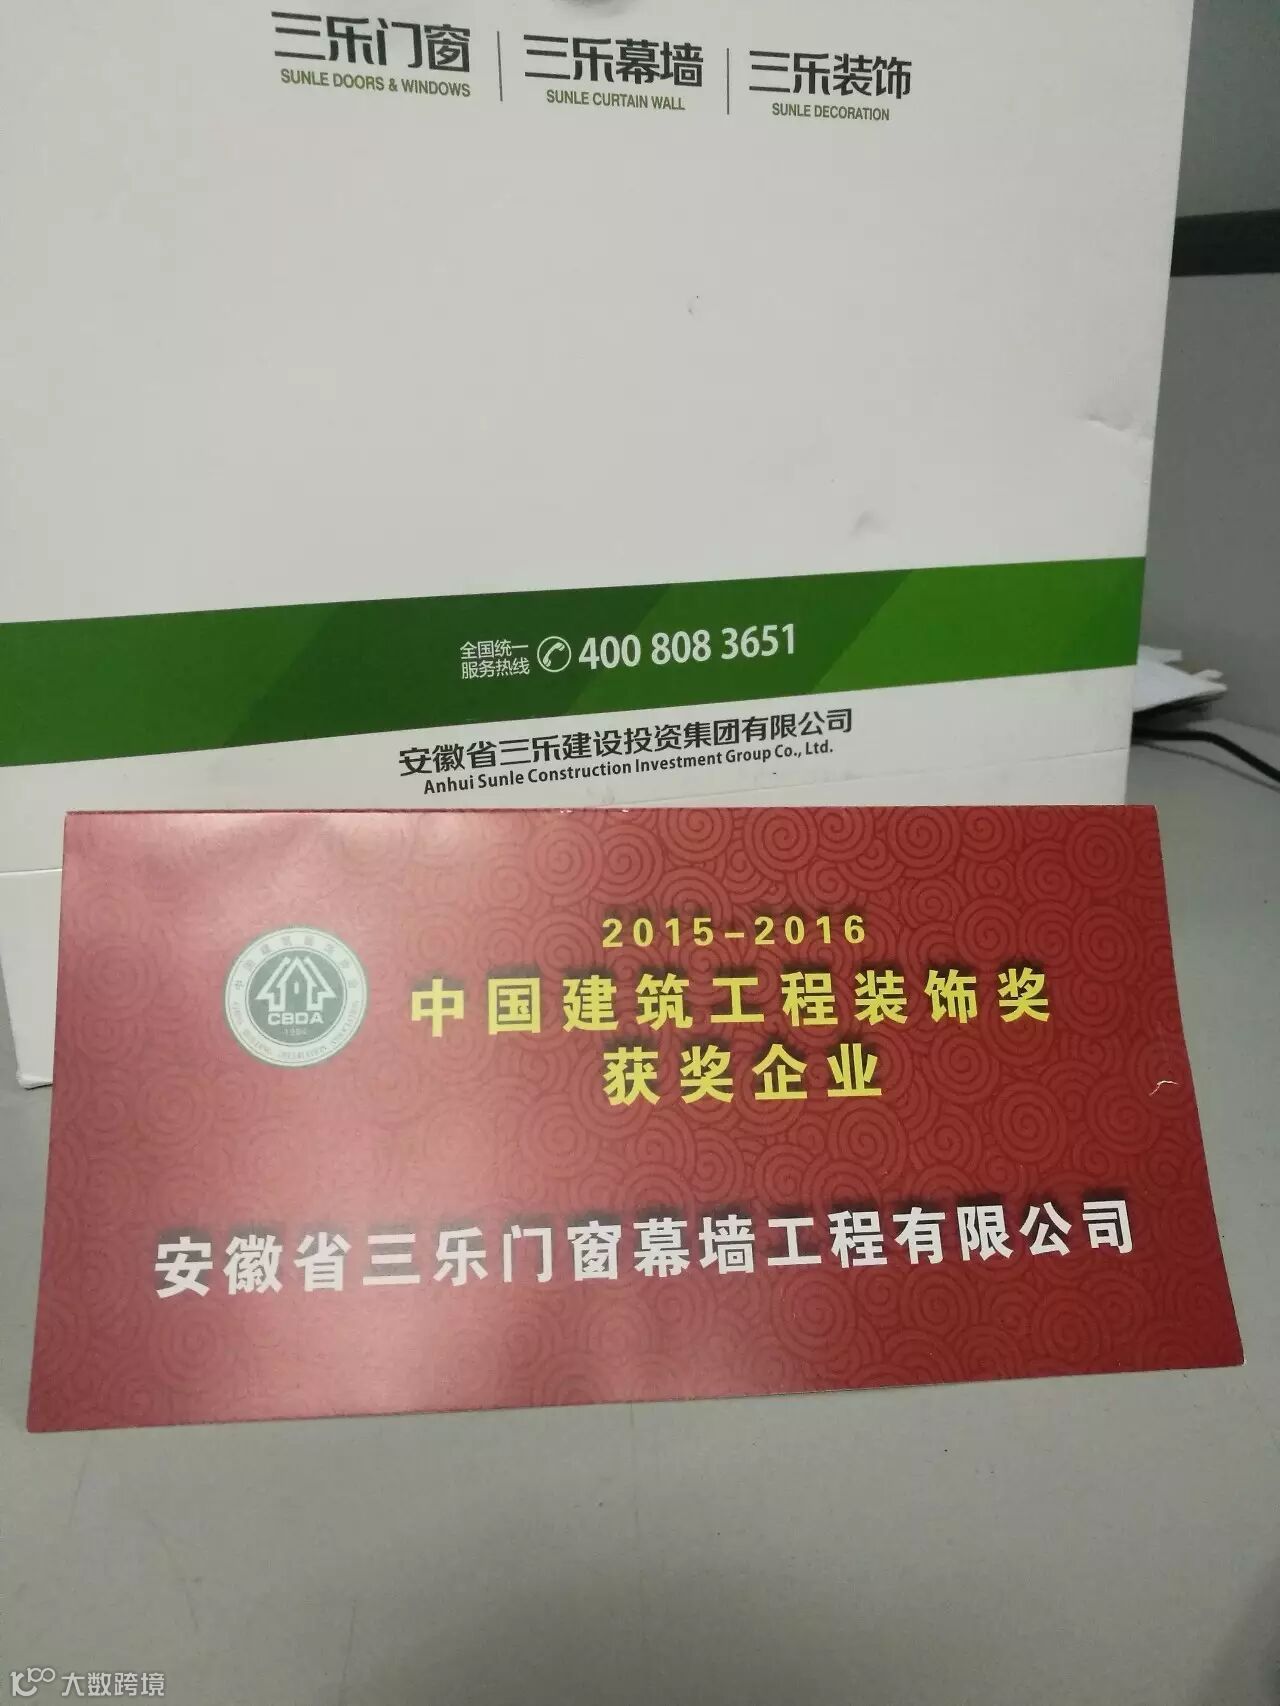 三乐门窗
SUNLE DOORS & WINDOWS
三乐幕墙
SUNLE CURTAIN WALL
三乐装饰
SUNLE DECORATION
全国统一
服务热线
400 808 3651
安徽省三乐建设投资集团有限公司
Anhui Sunle Construction Investment Group Co., Ltd.
2015-2016
中国建筑工程装饰奖
获奖企业
CBDA
安徽省三乐门窗幕墙工程有限公司
大数跨境